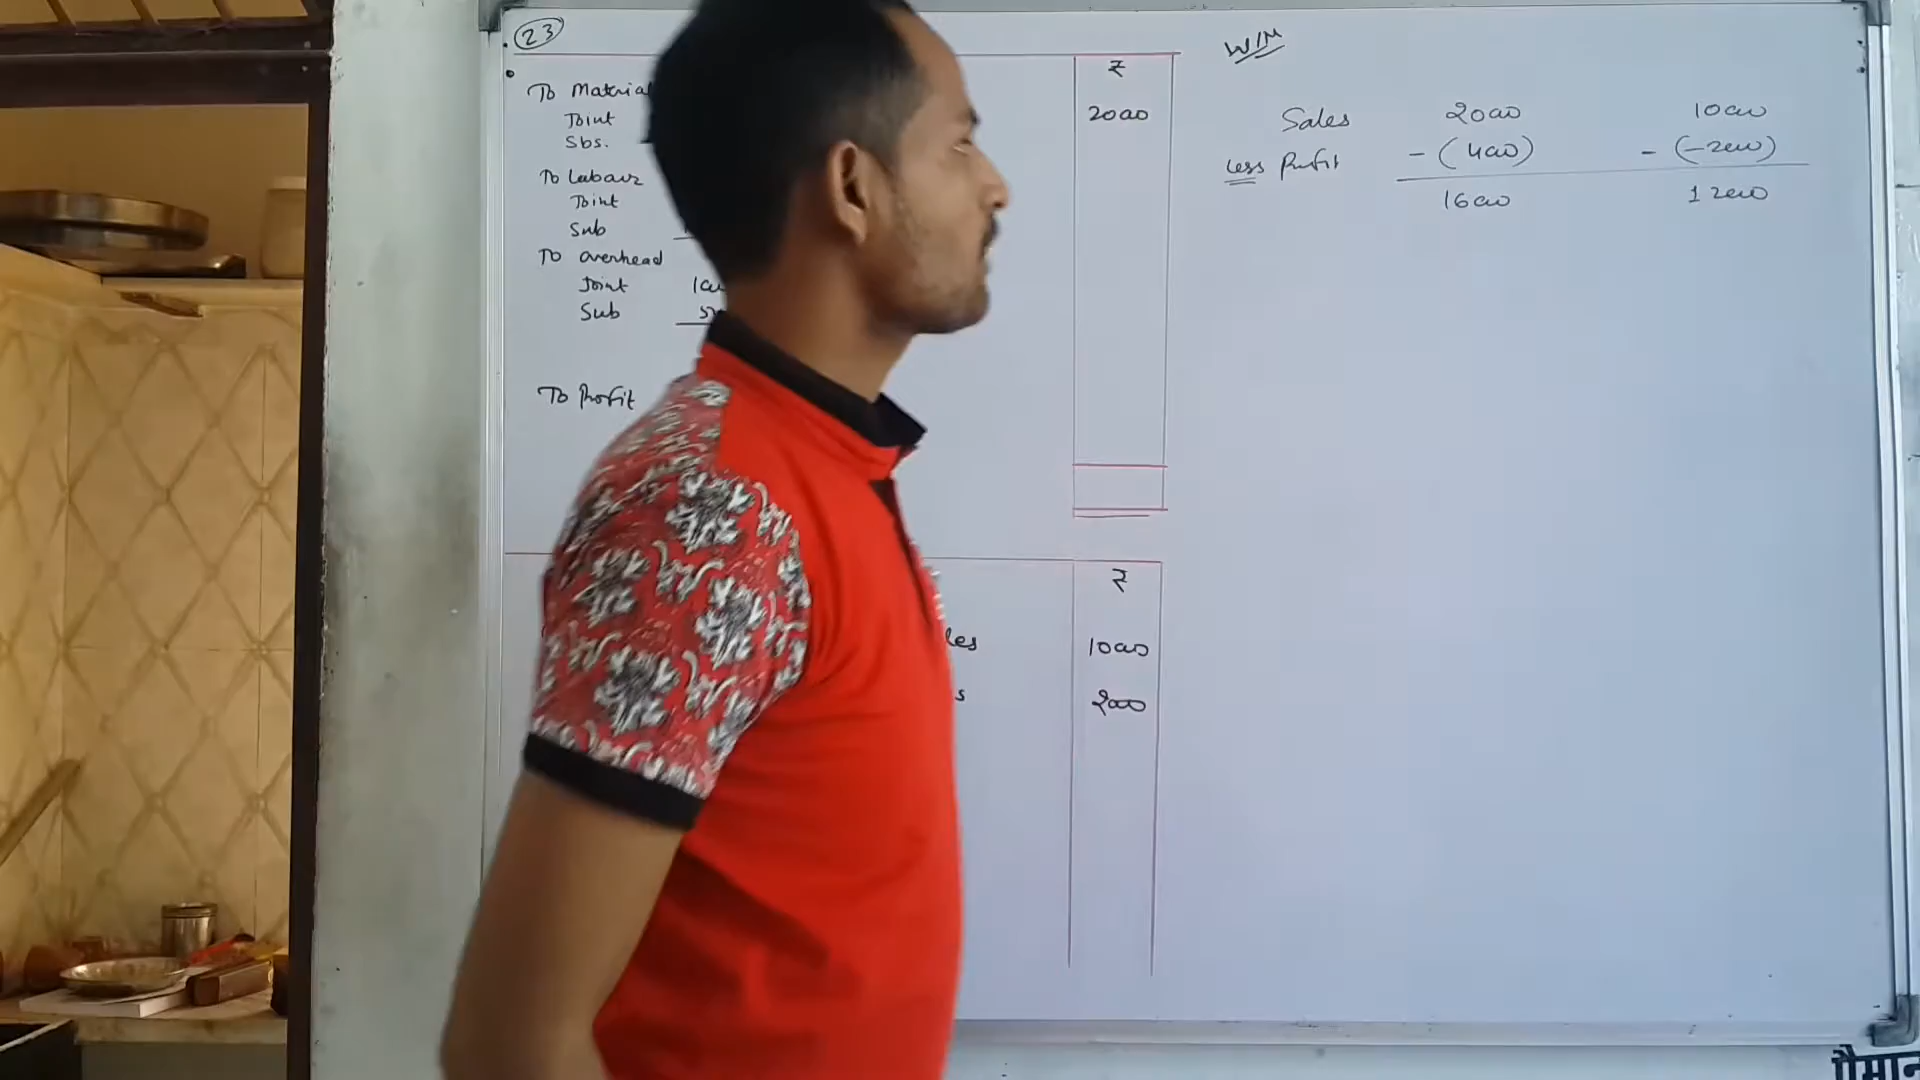 23
₹
To Material
Joint 2000
Sbs.
To Labour
Joint
Sub
To overhead
Joint
Sub
To Profit
₹
1000
2000
W/N
Sales 2000 1000
Less Profit - (400) - (-200)
1600 1200